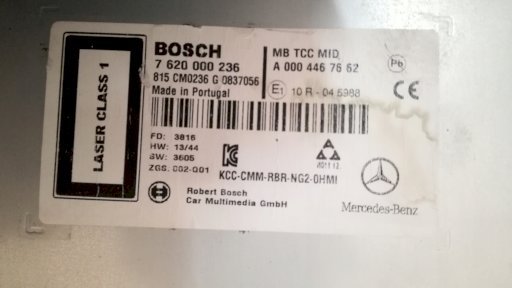 LASER CLASS 1
BOSCH
7 620 000 236
815 CM0236 G 0837056
Made in Portugal
MB TCC MID
A 000 446 76 62
Pb
E1 10 R - 04 5988
CE
FD: 3816
HW: 13/44
SW: 3605
ZGS: 002-001
KCC-CMM-RBR-NG2-0HMI
Robert Bosch
Car Multimedia GmbH
Mercedes-Benz